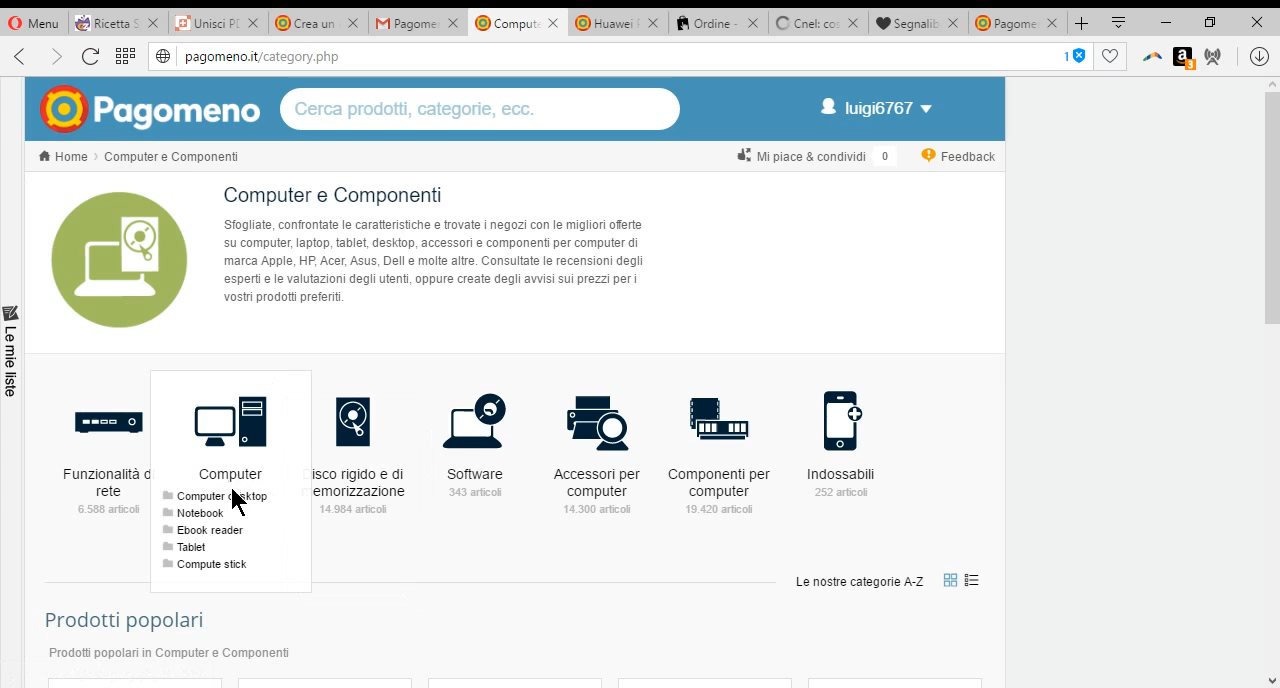 Menu
Ricetta S
Unisci PD
Crea un
Pagome
Compute
Huawei
Ordine -
Cnel: cos
Segnalib
Pagome
pagomeno.it/category.php
1
3
Pagomeno
Cerca prodotti, categorie, ecc.
luigi6767
Home › Computer e Componenti
Mi piace & condividi 0
Feedback
Le mie liste
Computer e Componenti
Sfogliate, confrontate le caratteristiche e trovate i negozi con le migliori offerte
su computer, laptop, tablet, desktop, accessori e componenti per computer di
marca Apple, HP, Acer, Asus, Dell e molte altre. Consultate le recensioni degli
esperti e le valutazioni degli utenti, oppure create degli avvisi sui prezzi per i
vostri prodotti preferiti.
Funzionalità d
rete
6.588 articoli
Computer
Computer desktop
Notebook
Ebook reader
Tablet
Compute stick
Disco rigido e di
memorizzazione
14.984 articoli
Software
343 articoli
Accessori per
computer
14.300 articoli
Componenti per
computer
19.420 articoli
Indossabili
252 articoli
Le nostre categorie A-Z
Prodotti popolari
Prodotti popolari in Computer e Componenti